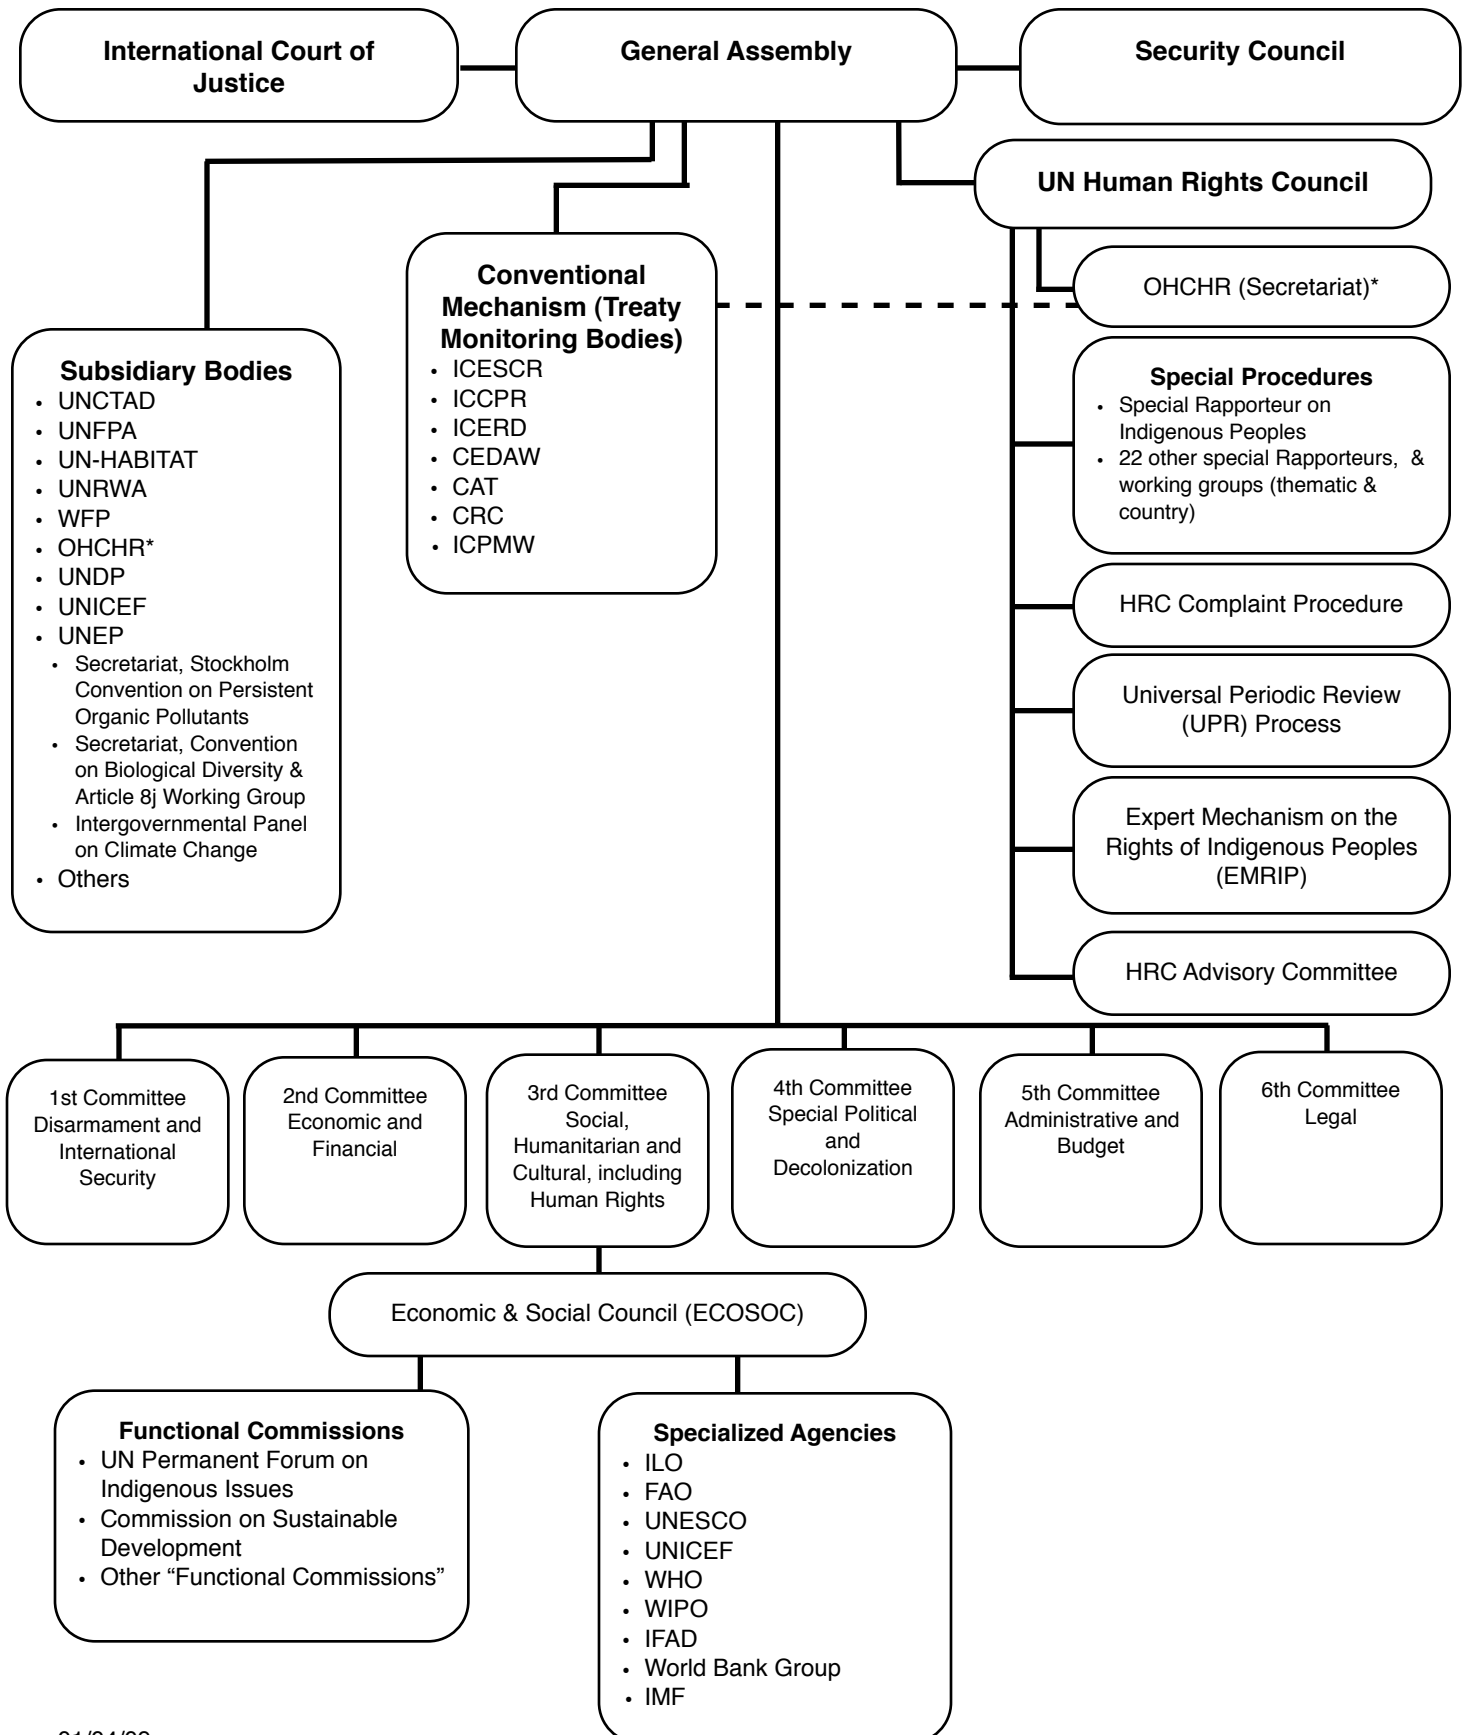 International Court of
Justice
General Assembly
Security Council
UN Human Rights Council
Conventional
Mechanism (Treaty
Monitoring Bodies)
• ICESCR
• ICCPR
• ICERD
• CEDAW
• CAT
• CRC
• ICPMW
OHCHR (Secretariat)*
Subsidiary Bodies
• UNCTAD
• UNFPA
• UN-HABITAT
• UNRWA
• WFP
• OHCHR*
• UNDP
• UNICEF
• UNEP
• Secretariat, Stockholm
Convention on Persistent
Organic Pollutants
• Secretariat, Convention
on Biological Diversity &
Article 8j Working Group
• Intergovernmental Panel
on Climate Change
• Others
Special Procedures
• Special Rapporteur on
Indigenous Peoples
• 22 other special Rapporteurs, &
working groups (thematic &
country)
HRC Complaint Procedure
Universal Periodic Review
(UPR) Process
Expert Mechanism on the
Rights of Indigenous Peoples
(EMRIP)
HRC Advisory Committee
1st Committee
Disarmament and
International
Security
2nd Committee
Economic and
Financial
3rd Committee
Social,
Humanitarian and
Cultural, including
Human Rights
4th Committee
Special Political
and
Decolonization
5th Committee
Administrative and
Budget
6th Committee
Legal
Economic & Social Council (ECOSOC)
Functional Commissions
• UN Permanent Forum on
Indigenous Issues
• Commission on Sustainable
Development
• Other “Functional Commissions”
Specialized Agencies
• ILO
• FAO
• UNESCO
• UNICEF
• WHO
• WIPO
• IFAD
• World Bank Group
• IMF